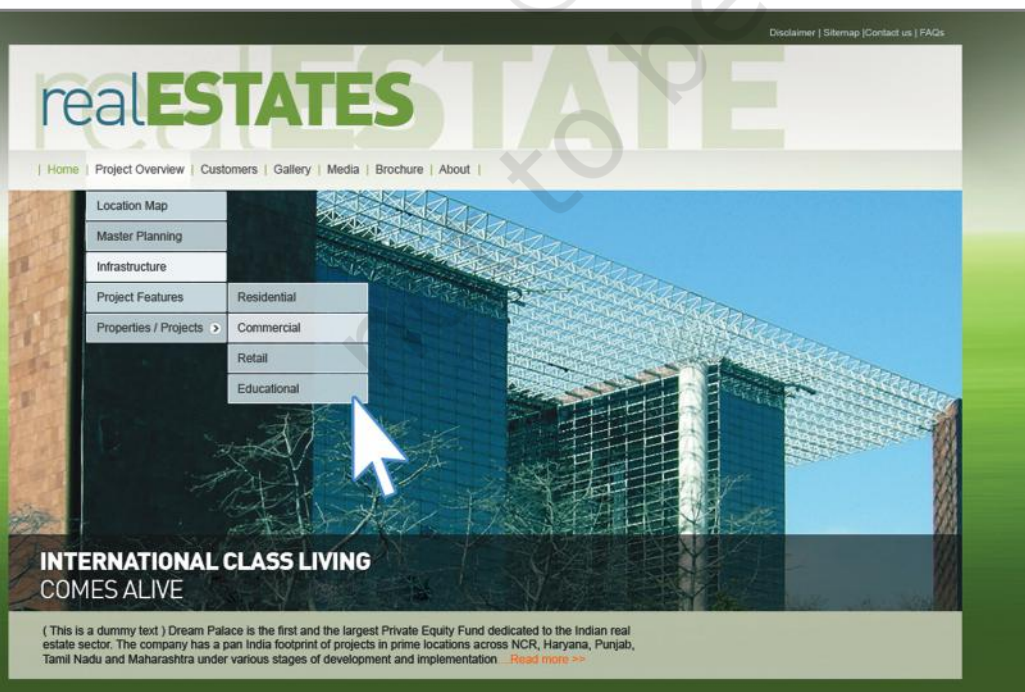 Disclaimer | Sitemap |Contact us | FAQs
realESTATE
realESTATES
| Home | Project Overview | Customers | Gallery | Media | Brochure | About |
Location Map
Master Planning
Infrastructure
Project Features
Properties / Projects
Residential
Commercial
Retail
Educational
INTERNATIONAL CLASS LIVING
COMES ALIVE
( This is a dummy text ) Dream Palace is the first and the largest Private Equity Fund dedicated to the Indian real
estate sector. The company has a pan India footprint of projects in prime locations across NCR, Haryana, Punjab,
Tamil Nadu and Maharashtra under various stages of development and implementation....Read more >>
to be